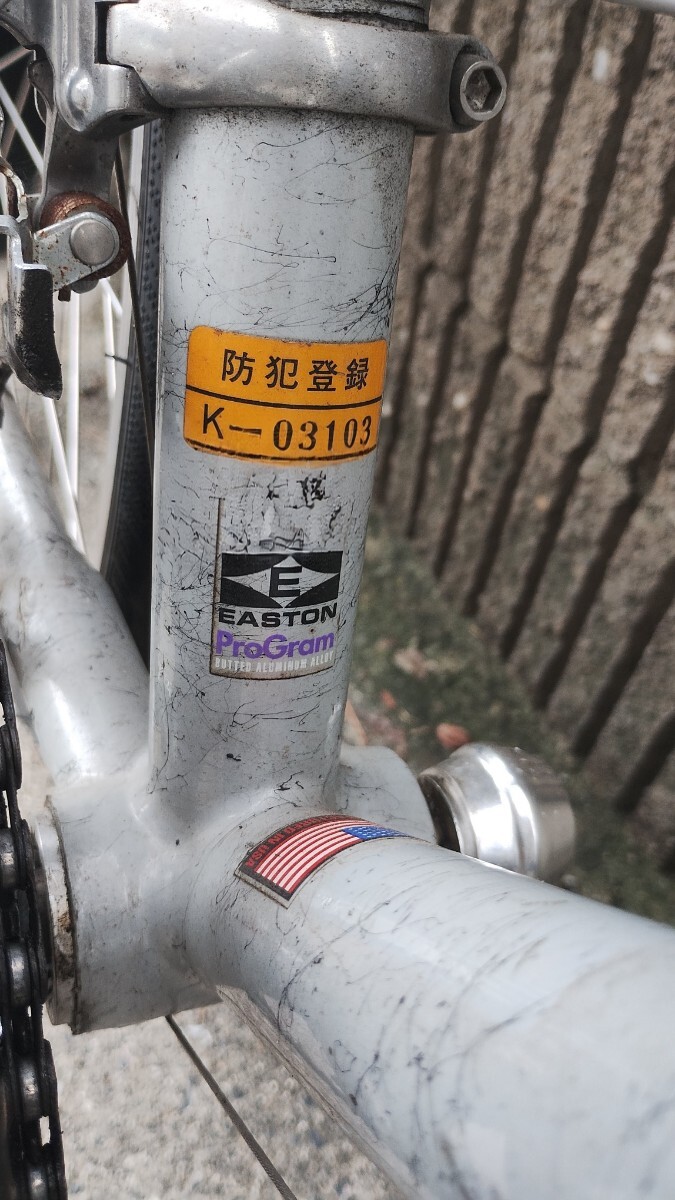 防犯登録
K-03103
E
EASTON
ProGram
BUTTED ALUMINUM ALLOY